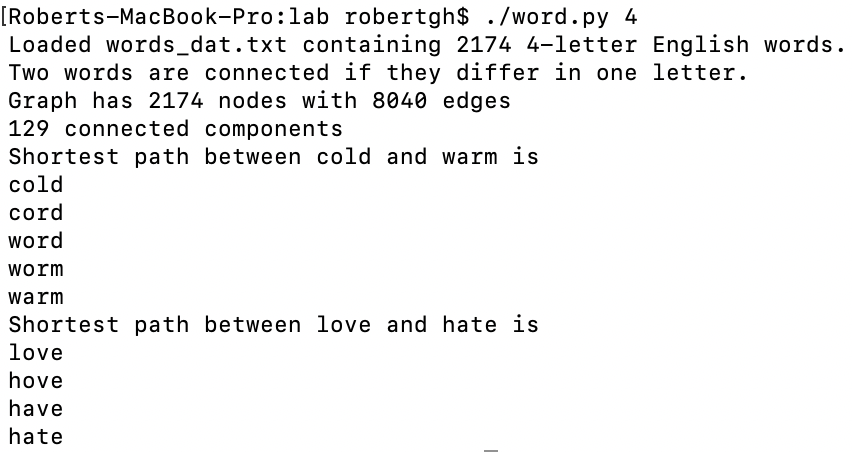 [Roberts-MacBook-Pro:lab robertgh$ ./word.py 4
Loaded words_dat.txt containing 2174 4-letter English words.
Two words are connected if they differ in one letter.
Graph has 2174 nodes with 8040 edges
129 connected components
Shortest path between cold and warm is
cold
cord
word
worm
warm
Shortest path between love and hate is
love
hove
have
hate